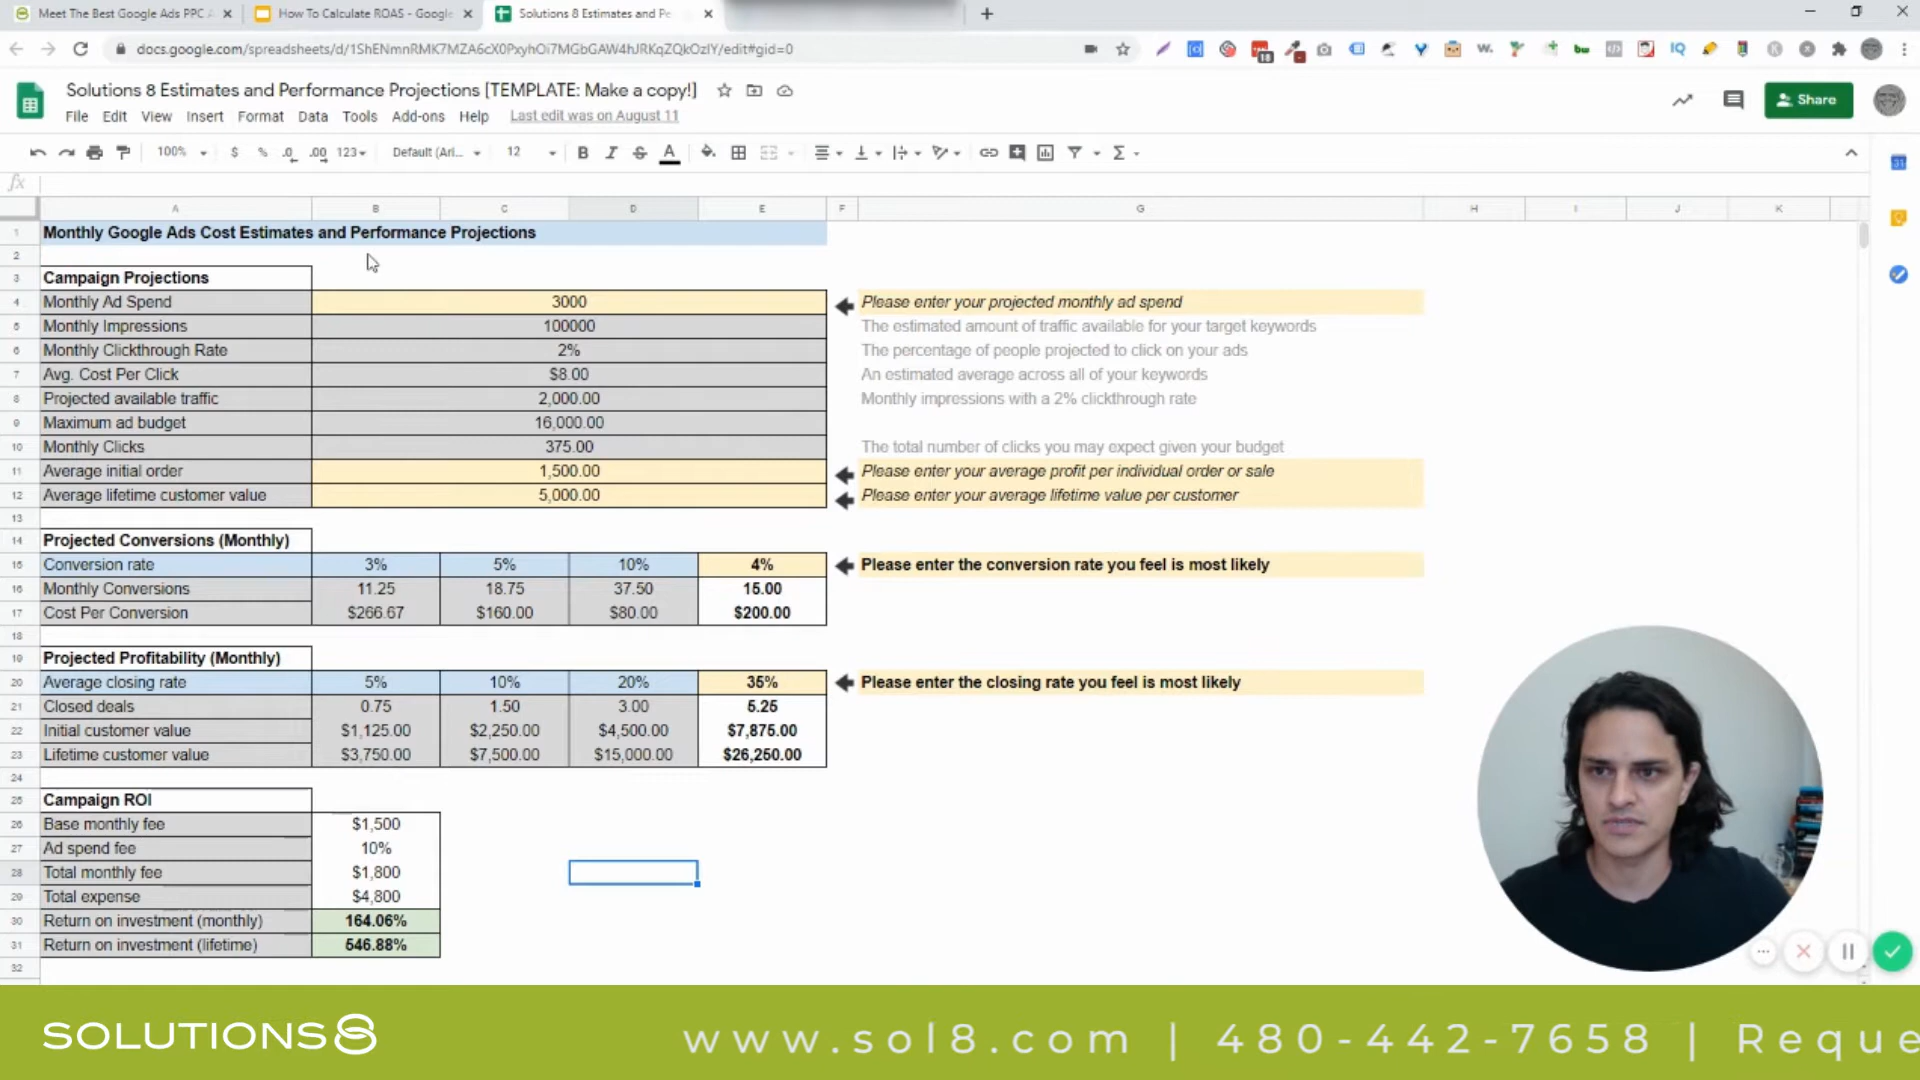 Meet The Best Google Ads PPC A
How To Calculate ROAS - Google
Solutions 8 Estimates and Pe
docs.google.com/spreadsheets/d/1ShENmnRMK7MZA6cX0PxyhOi7MGbGAW4hJRKqZQkOzIY/edit#gid=0
Solutions 8 Estimates and Performance Projections [TEMPLATE: Make a copy!]
File Edit View Insert Format Data Tools Add-ons Help Last edit was on August 11
Share
100% $ % .0 .00 123 Default (Ari... 12 B I S A
fx
A B C D E F G H I J K
1 Monthly Google Ads Cost Estimates and Performance Projections
2
3 Campaign Projections
4 Monthly Ad Spend 3000 Please enter your projected monthly ad spend
5 Monthly Impressions 100000 The estimated amount of traffic available for your target keywords
6 Monthly Clickthrough Rate 2% The percentage of people projected to click on your ads
7 Avg. Cost Per Click $8.00 An estimated average across all of your keywords
8 Projected available traffic 2,000.00 Monthly impressions with a 2% clickthrough rate
9 Maximum ad budget 16,000.00
10 Monthly Clicks 375.00 The total number of clicks you may expect given your budget
11 Average initial order 1,500.00 Please enter your average profit per individual order or sale
12 Average lifetime customer value 5,000.00 Please enter your average lifetime value per customer
13
14 Projected Conversions (Monthly)
15 Conversion rate 3% 5% 10% 4% Please enter the conversion rate you feel is most likely
16 Monthly Conversions 11.25 18.75 37.50 15.00
17 Cost Per Conversion $266.67 $160.00 $80.00 $200.00
18
19 Projected Profitability (Monthly)
20 Average closing rate 5% 10% 20% 35% Please enter the closing rate you feel is most likely
21 Closed deals 0.75 1.50 3.00 5.25
22 Initial customer value $1,125.00 $2,250.00 $4,500.00 $7,875.00
23 Lifetime customer value $3,750.00 $7,500.00 $15,000.00 $26,250.00
24
25 Campaign ROI
26 Base monthly fee $1,500
27 Ad spend fee 10%
28 Total monthly fee $1,800
29 Total expense $4,800
30 Return on investment (monthly) 164.06%
31 Return on investment (lifetime) 546.88%
32
SOLUTIONS8
www.sol8.com | 480-442-7658 | Reque